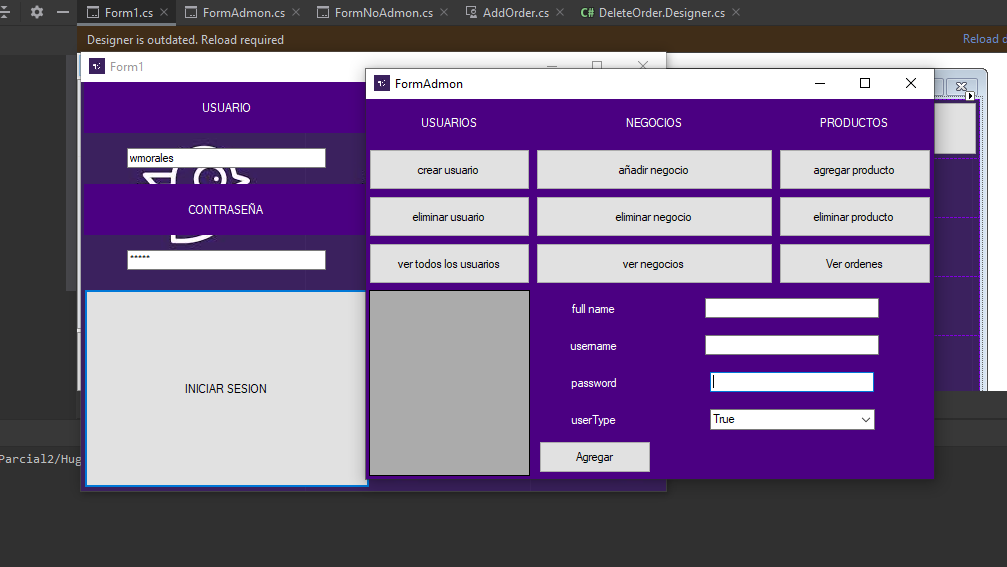 Form1.cs FormAdmon.cs FormNoAdmon.cs AddOrder.cs C# DeleteOrder.Designer.cs
Designer is outdated. Reload required Reload
Form1
USUARIO
wmorales
CONTRASEÑA
*****
INICIAR SESION
FormAdmon
USUARIOS NEGOCIOS PRODUCTOS
crear usuario añadir negocio agregar producto
eliminar usuario eliminar negocio eliminar producto
ver todos los usuarios ver negocios Ver ordenes
full name
username
password
userType True
Agregar
Parcial2/Hug